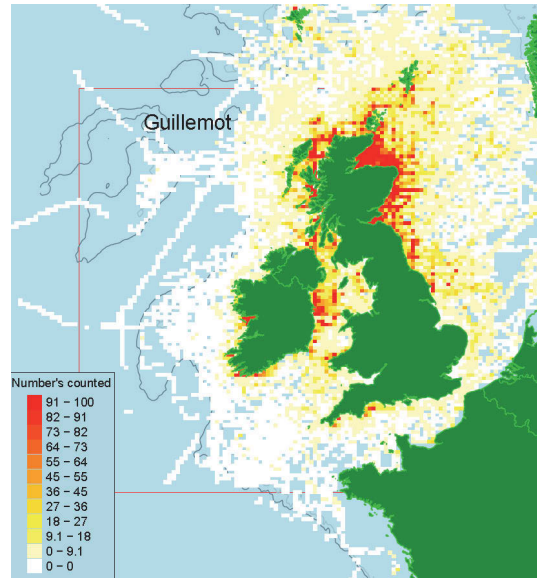 Guillemot
Number's counted
91 – 100
82 – 91
73 – 82
64 – 73
55 – 64
45 – 55
36 – 45
27 – 36
18 – 27
9.1 – 18
0 – 9.1
0 – 0